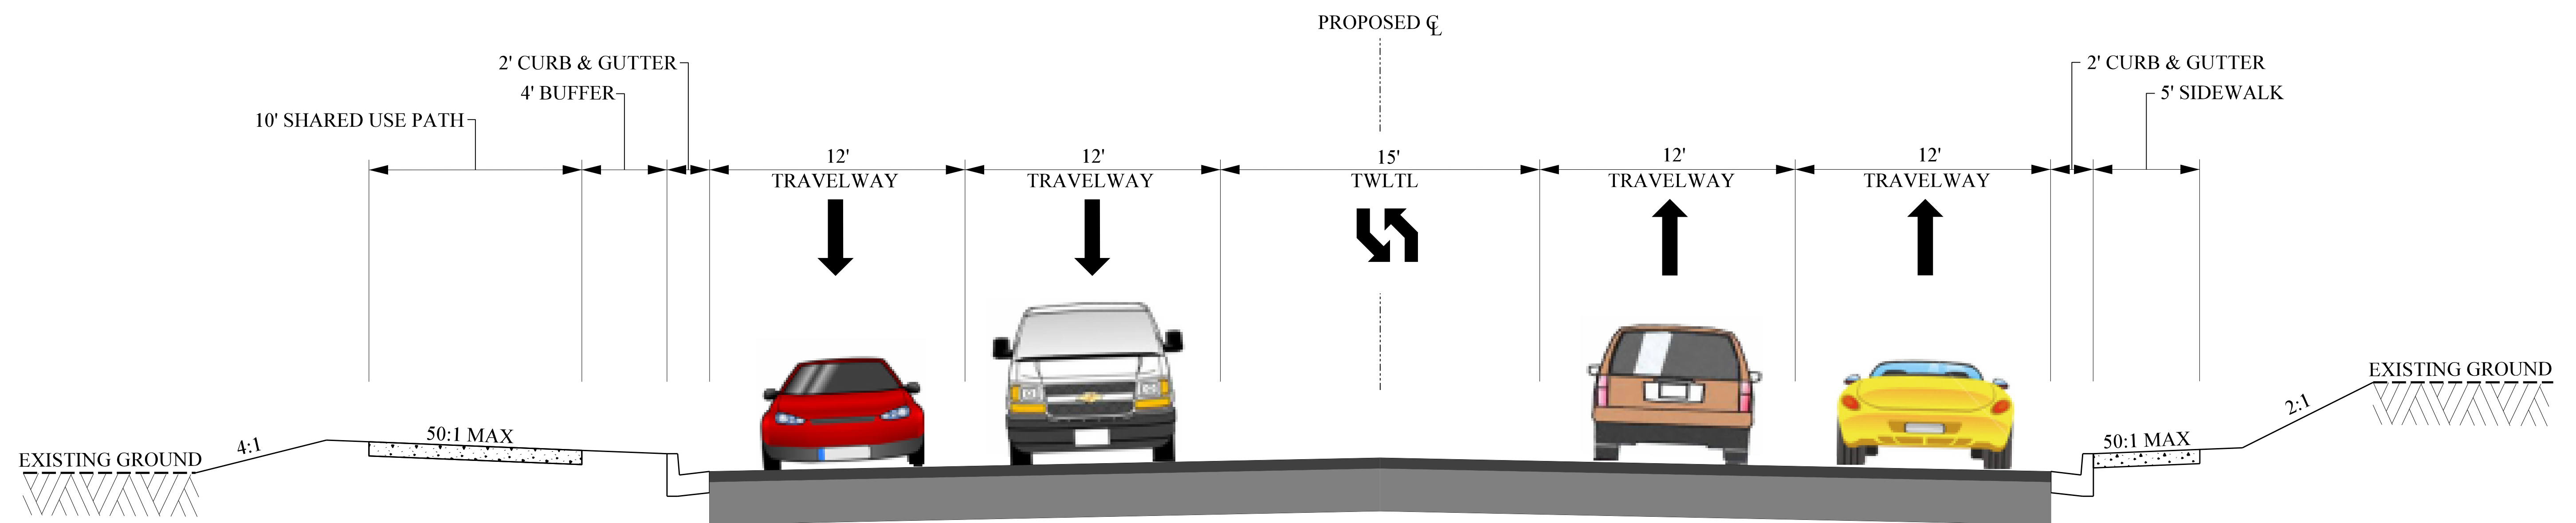 PROPOSED ℄
2' CURB & GUTTER
2' CURB & GUTTER
4' BUFFER
5' SIDEWALK
10' SHARED USE PATH
12'
12'
15'
12'
12'
TRAVELWAY
TRAVELWAY
TWLTL
TRAVELWAY
TRAVELWAY
EXISTING GROUND
2:1
50:1 MAX
50:1 MAX
4:1
EXISTING GROUND